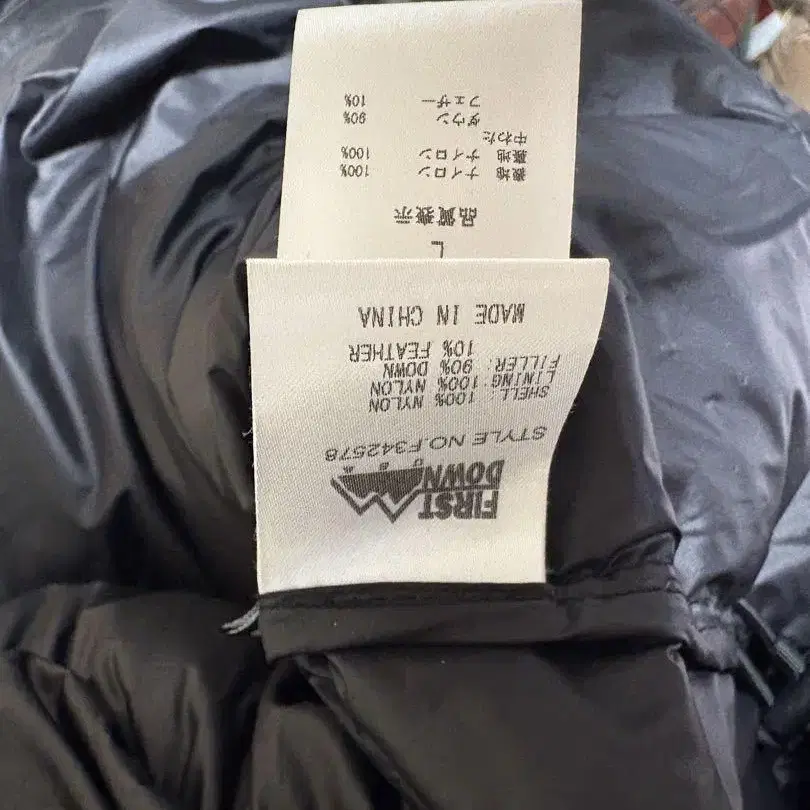 FIRST
DOWN
USA
STYLE NO.F342578
SHELL: 100% NYLON
LINING:100% NYLON
FILLER: 90% DOWN
10% FEATHER
MADE IN CHINA
L
品質表示
表地 ナイロン 100%
裏地 ナイロン 100%
中わた
ダウン 90%
フェザー 10%